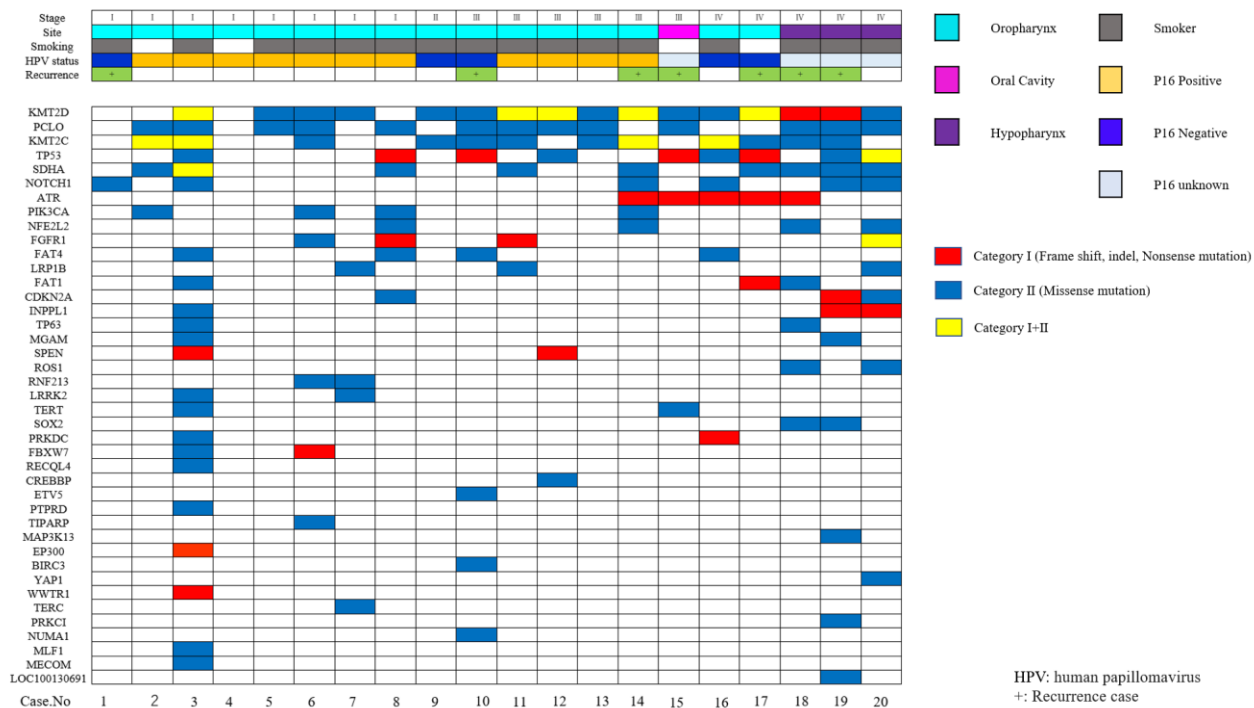 Stage I I I I I I I I II III III III III III III IV IV IV IV IV
Site
Smoking
HPV status
Recurrence + + + + + + +
KMT2D
PCLO
KMT2C
TP53
SDHA
NOTCH1
ATR
PIK3CA
NFE2L2
FGFR1
FAT4
LRP1B
FAT1
CDKN2A
INPPL1
TP63
MGAM
SPEN
ROS1
RNF213
LRRK2
TERT
SOX2
PRKDC
FBXW7
RECQL4
CREBBP
ETV5
PTPRD
TIPARP
MAP3K13
EP300
BIRC3
YAP1
WWTR1
TERC
PRKCI
NUMA1
MLF1
MECOM
LOC100130691
Case.No 1 2 3 4 5 6 7 8 9 10 11 12 13 14 15 16 17 18 19 20
Oropharynx Smoker
Oral Cavity P16 Positive
Hypopharynx P16 Negative
P16 unknown
Category I (Frame shift, indel, Nonsense mutation)
Category II (Missense mutation)
Category I+II
HPV: human papillomavirus
+: Recurrence case